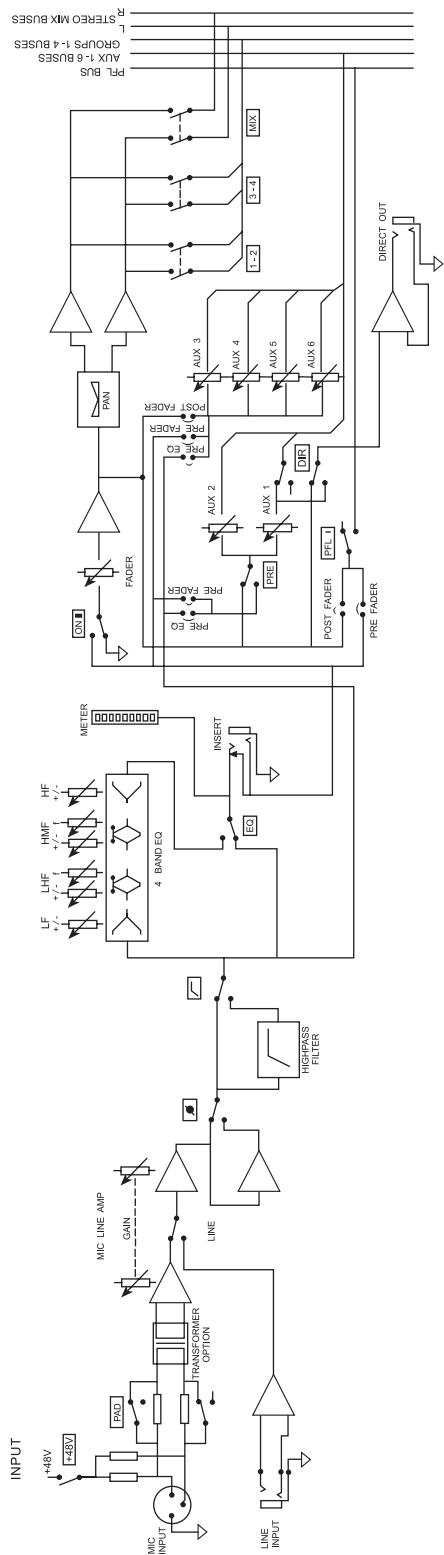 INPUT
+48V
+48V
MIC
INPUT
LINE
INPUT
PAD
TRANSFORMER
OPTION
MIC LINE AMP
GAIN
LINE
HIGHPASS
FILTER
LF
+/-
LHF
+/- f
HMF
+/- f
HF
+/-
4 BAND EQ
EQ
METER
INSERT
ON
FADER
PRE EQ
PRE FADER
PRE
PRE EQ
PRE FADER
POST FADER
POST FADER
PRE FADER
PFL
AUX 2
AUX 1
DIR
PAN
AUX 3
AUX 4
AUX 5
AUX 6
1 - 2
3 - 4
MIX
DIRECT OUT
R
STEREO MIX BUSES
L
GROUPS 1- 4 BUSES
AUX 1- 6 BUSES
PFL BUS